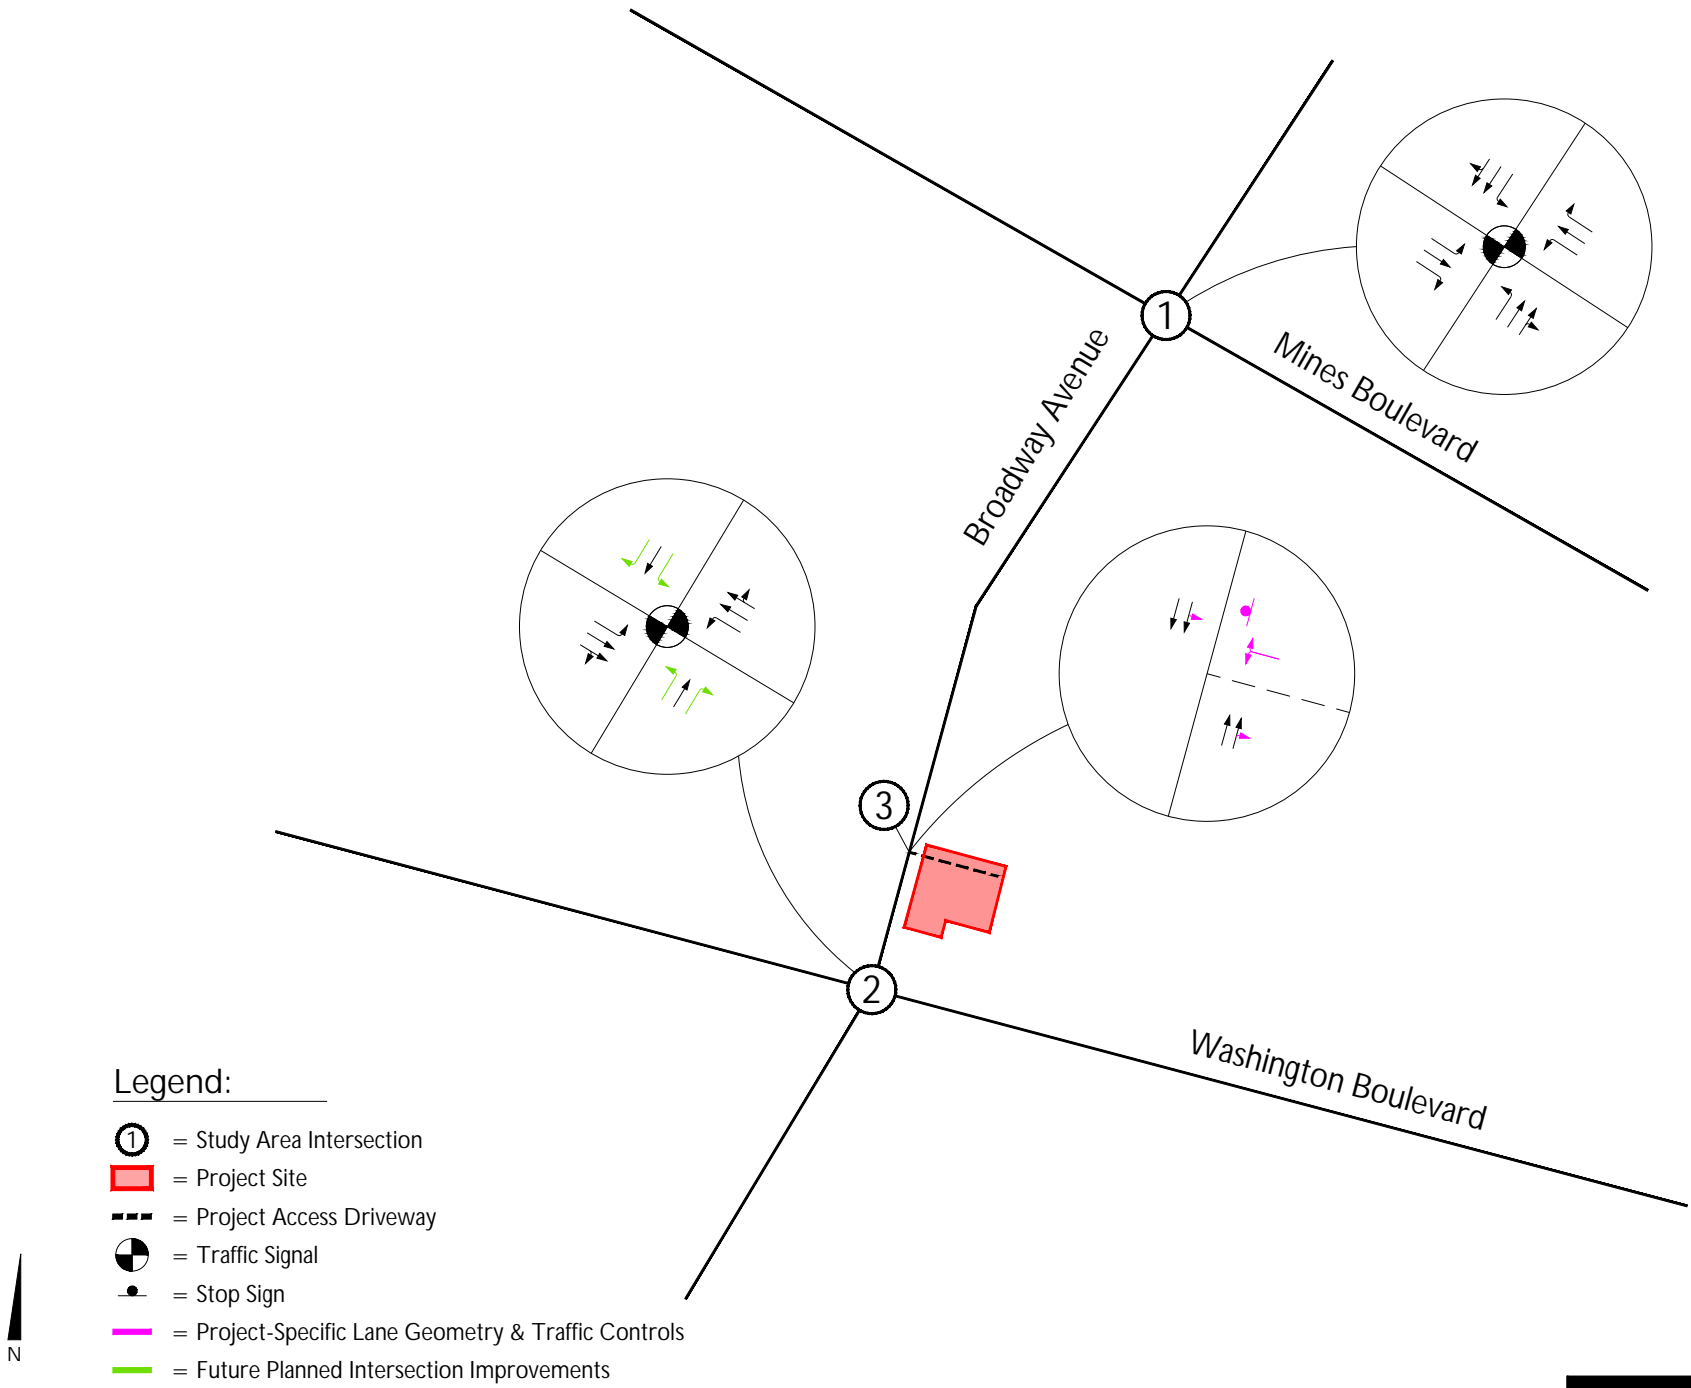 1
Mines Boulevard
Broadway Avenue
3
2
Washington Boulevard
Legend:
1 = Study Area Intersection
= Project Site
= Project Access Driveway
= Traffic Signal
= Stop Sign
= Project-Specific Lane Geometry & Traffic Controls
= Future Planned Intersection Improvements
N